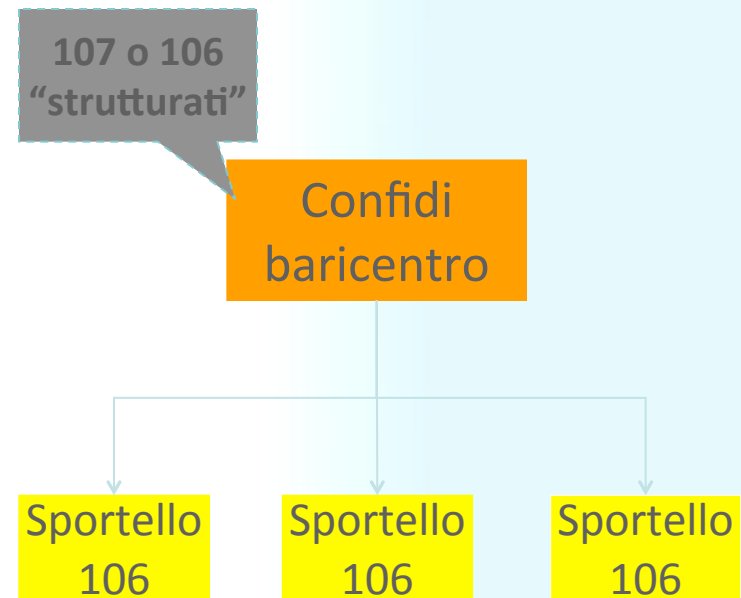 107 o 106
“strutturati”
Confidi
baricentro
Sportello
106
Sportello
106
Sportello
106